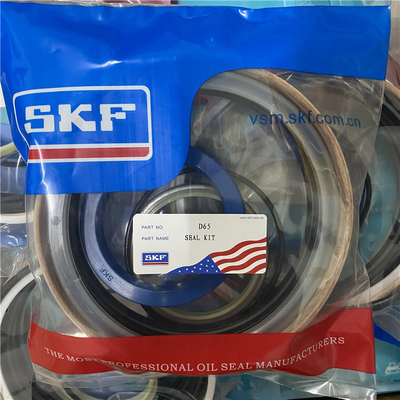 SKF
vsm.skf.com.cn
PART NO. D65
PART NAME SEAL KIT
SKF
THE MOST PROFESSIONAL OIL SEAL MANUFACTURERS